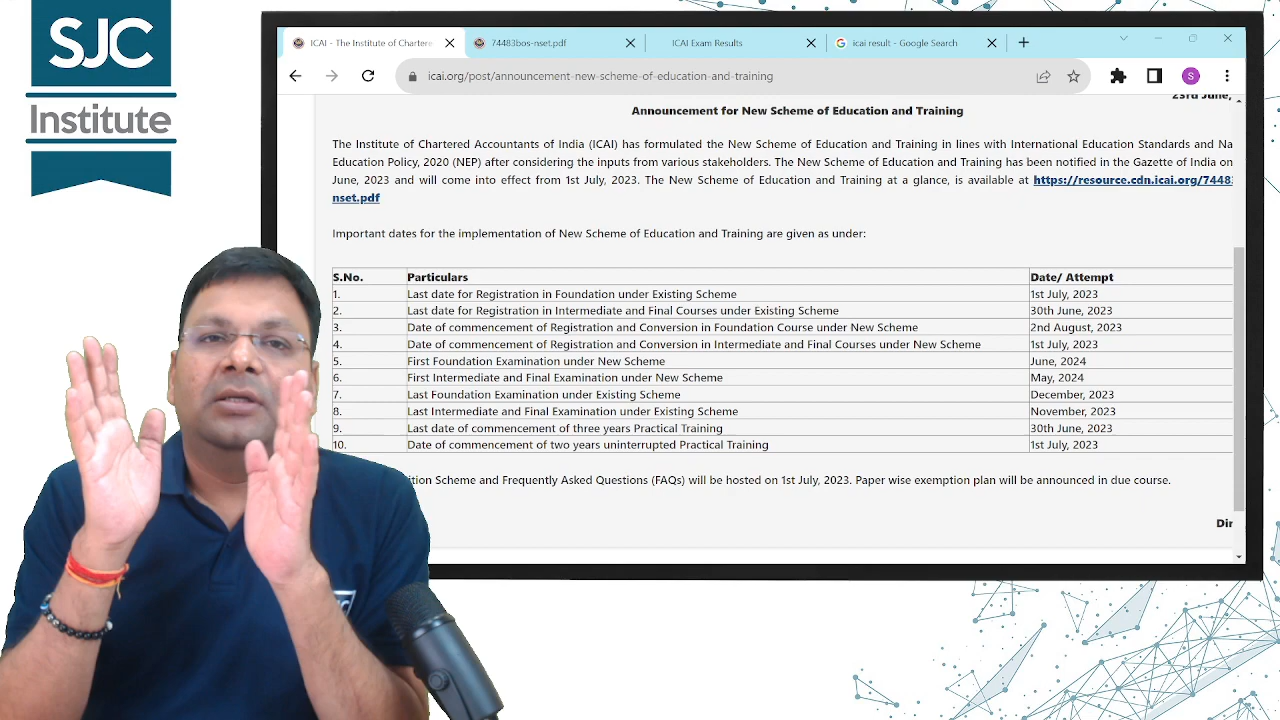 SJC
Institute
ICAI - The Institute of Chartere
74483bos-nset.pdf
ICAI Exam Results
icai result - Google Search
icai.org/post/announcement-new-scheme-of-education-and-training
S
23rd June,
Announcement for New Scheme of Education and Training
The Institute of Chartered Accountants of India (ICAI) has formulated the New Scheme of Education and Training in lines with International Education Standards and Na
Education Policy, 2020 (NEP) after considering the inputs from various stakeholders. The New Scheme of Education and Training has been notified in the Gazette of India on
June, 2023 and will come into effect from 1st July, 2023. The New Scheme of Education and Training at a glance, is available at https://resource.cdn.icai.org/7448
nset.pdf
Important dates for the implementation of New Scheme of Education and Training are given as under:
S.No. Particulars Date/ Attempt
1. Last date for Registration in Foundation under Existing Scheme 1st July, 2023
2. Last date for Registration in Intermediate and Final Courses under Existing Scheme 30th June, 2023
3. Date of commencement of Registration and Conversion in Foundation Course under New Scheme 2nd August, 2023
4. Date of commencement of Registration and Conversion in Intermediate and Final Courses under New Scheme 1st July, 2023
5. First Foundation Examination under New Scheme June, 2024
6. First Intermediate and Final Examination under New Scheme May, 2024
7. Last Foundation Examination under Existing Scheme December, 2023
8. Last Intermediate and Final Examination under Existing Scheme November, 2023
9. Last date of commencement of three years Practical Training 30th June, 2023
10. Date of commencement of two years uninterrupted Practical Training 1st July, 2023
ition Scheme and Frequently Asked Questions (FAQs) will be hosted on 1st July, 2023. Paper wise exemption plan will be announced in due course.
Dir